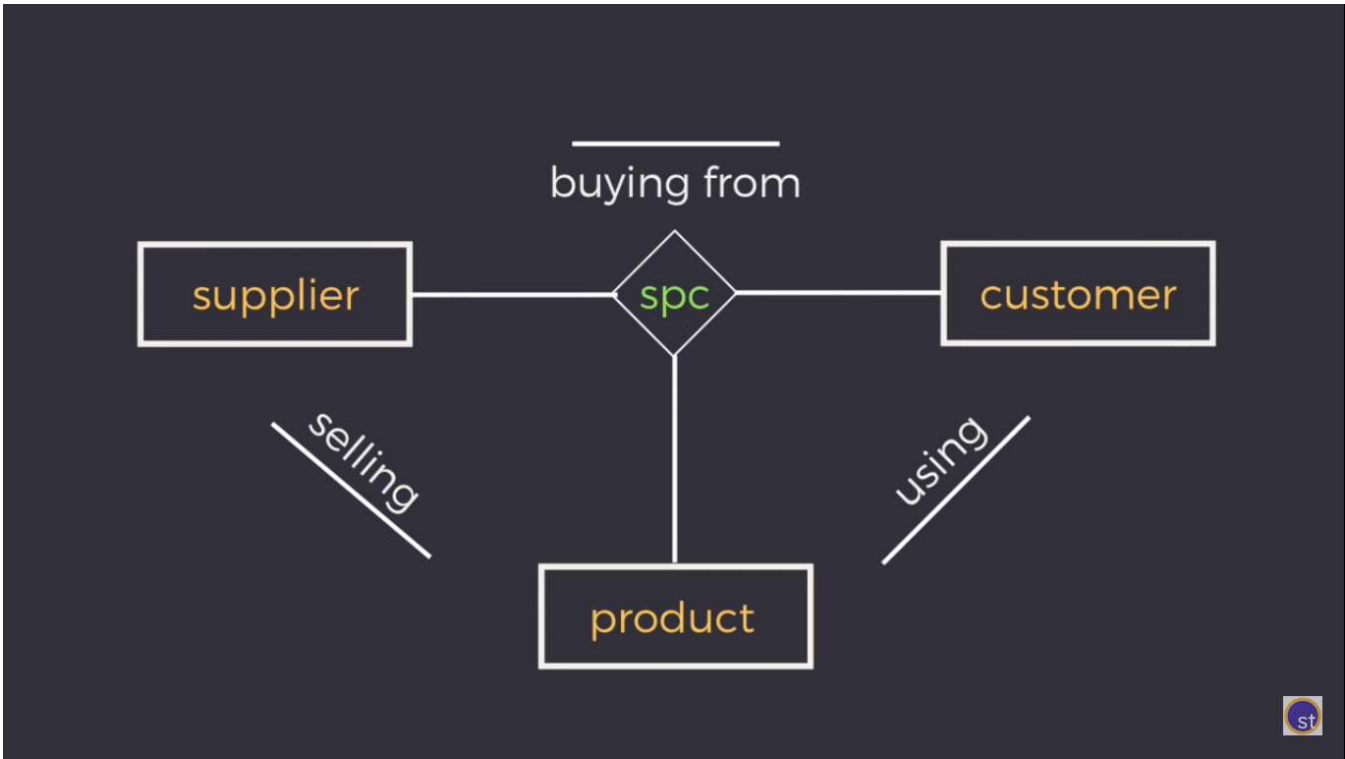 buying from
supplier
spc
customer
selling
using
product
st